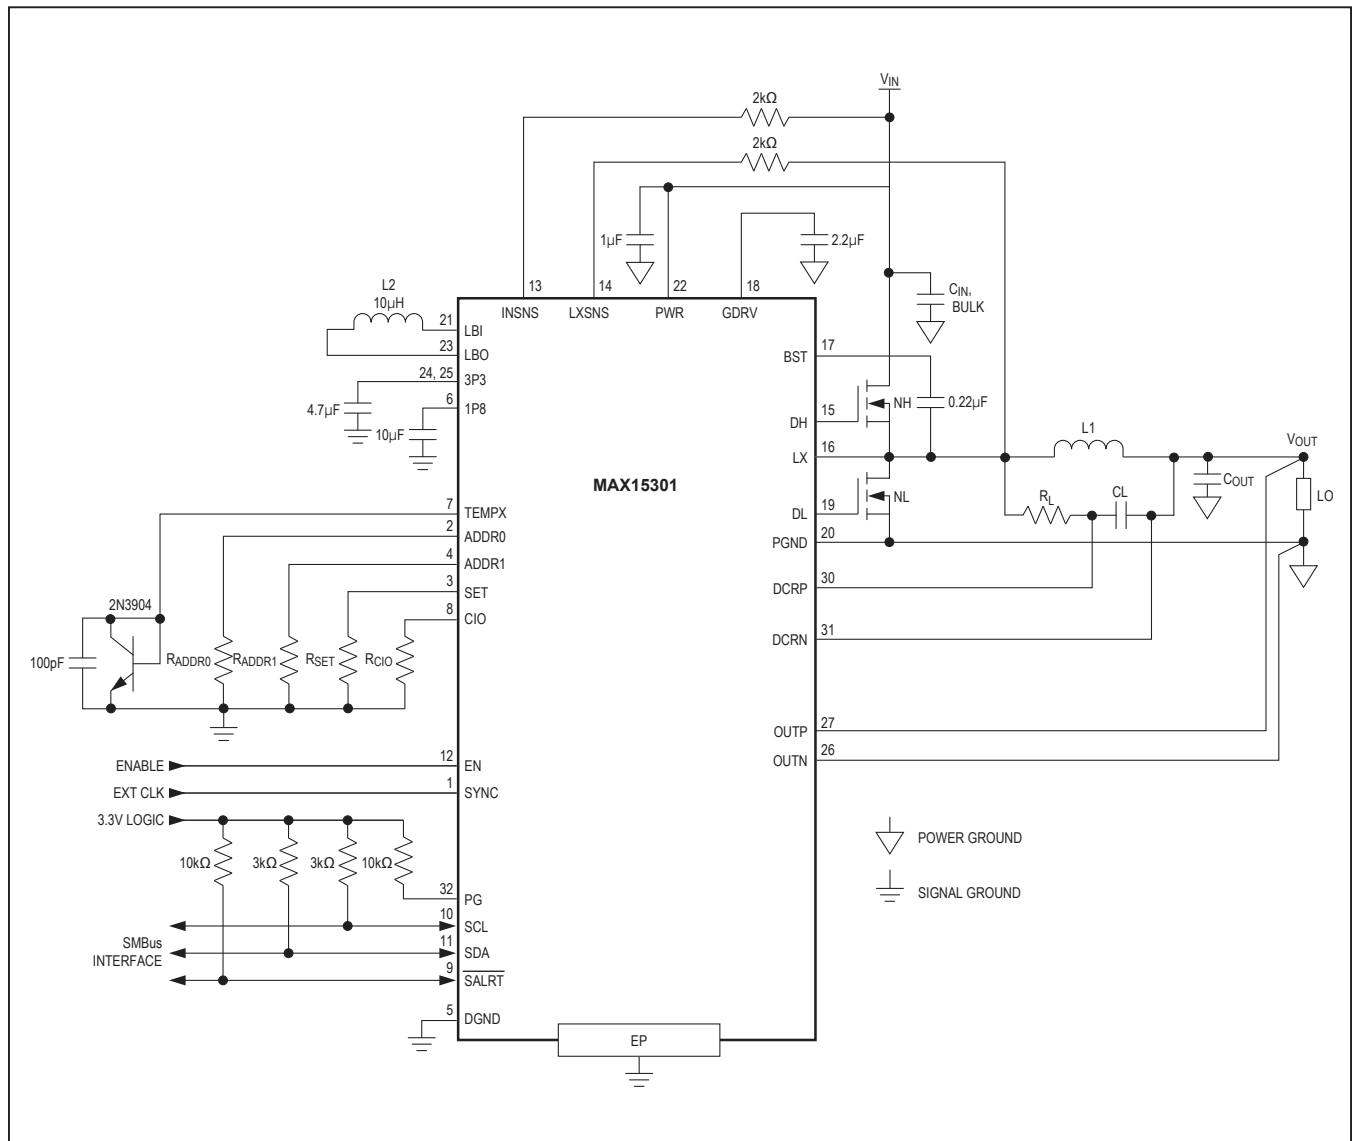 VIN
2kΩ
2kΩ
1µF
2.2µF
L2
10µH
13
14
22
18
CIN,
BULK
INSNS
LXSNS
PWR
GDRV
21
LBI
23
LBO
24, 25
3P3
6
1P8
4.7µF
10µF
17
BST
NH
0.22µF
15
DH
L1
VOUT
16
LX
MAX15301
COUT
NL
RL
CL
LO
19
DL
20
PGND
7
TEMPX
2
ADDR0
4
ADDR1
3
SET
8
CIO
30
DCRP
31
DCRN
2N3904
100pF
RADDR0
RADDR1
RSET
RCIO
27
OUTP
26
OUTN
ENABLE
12
EN
EXT CLK
1
SYNC
3.3V LOGIC
10kΩ
3kΩ
3kΩ
10kΩ
POWER GROUND
SIGNAL GROUND
32
PG
10
SCL
SMBus
INTERFACE
11
SDA
9
SALRT
5
DGND
EP